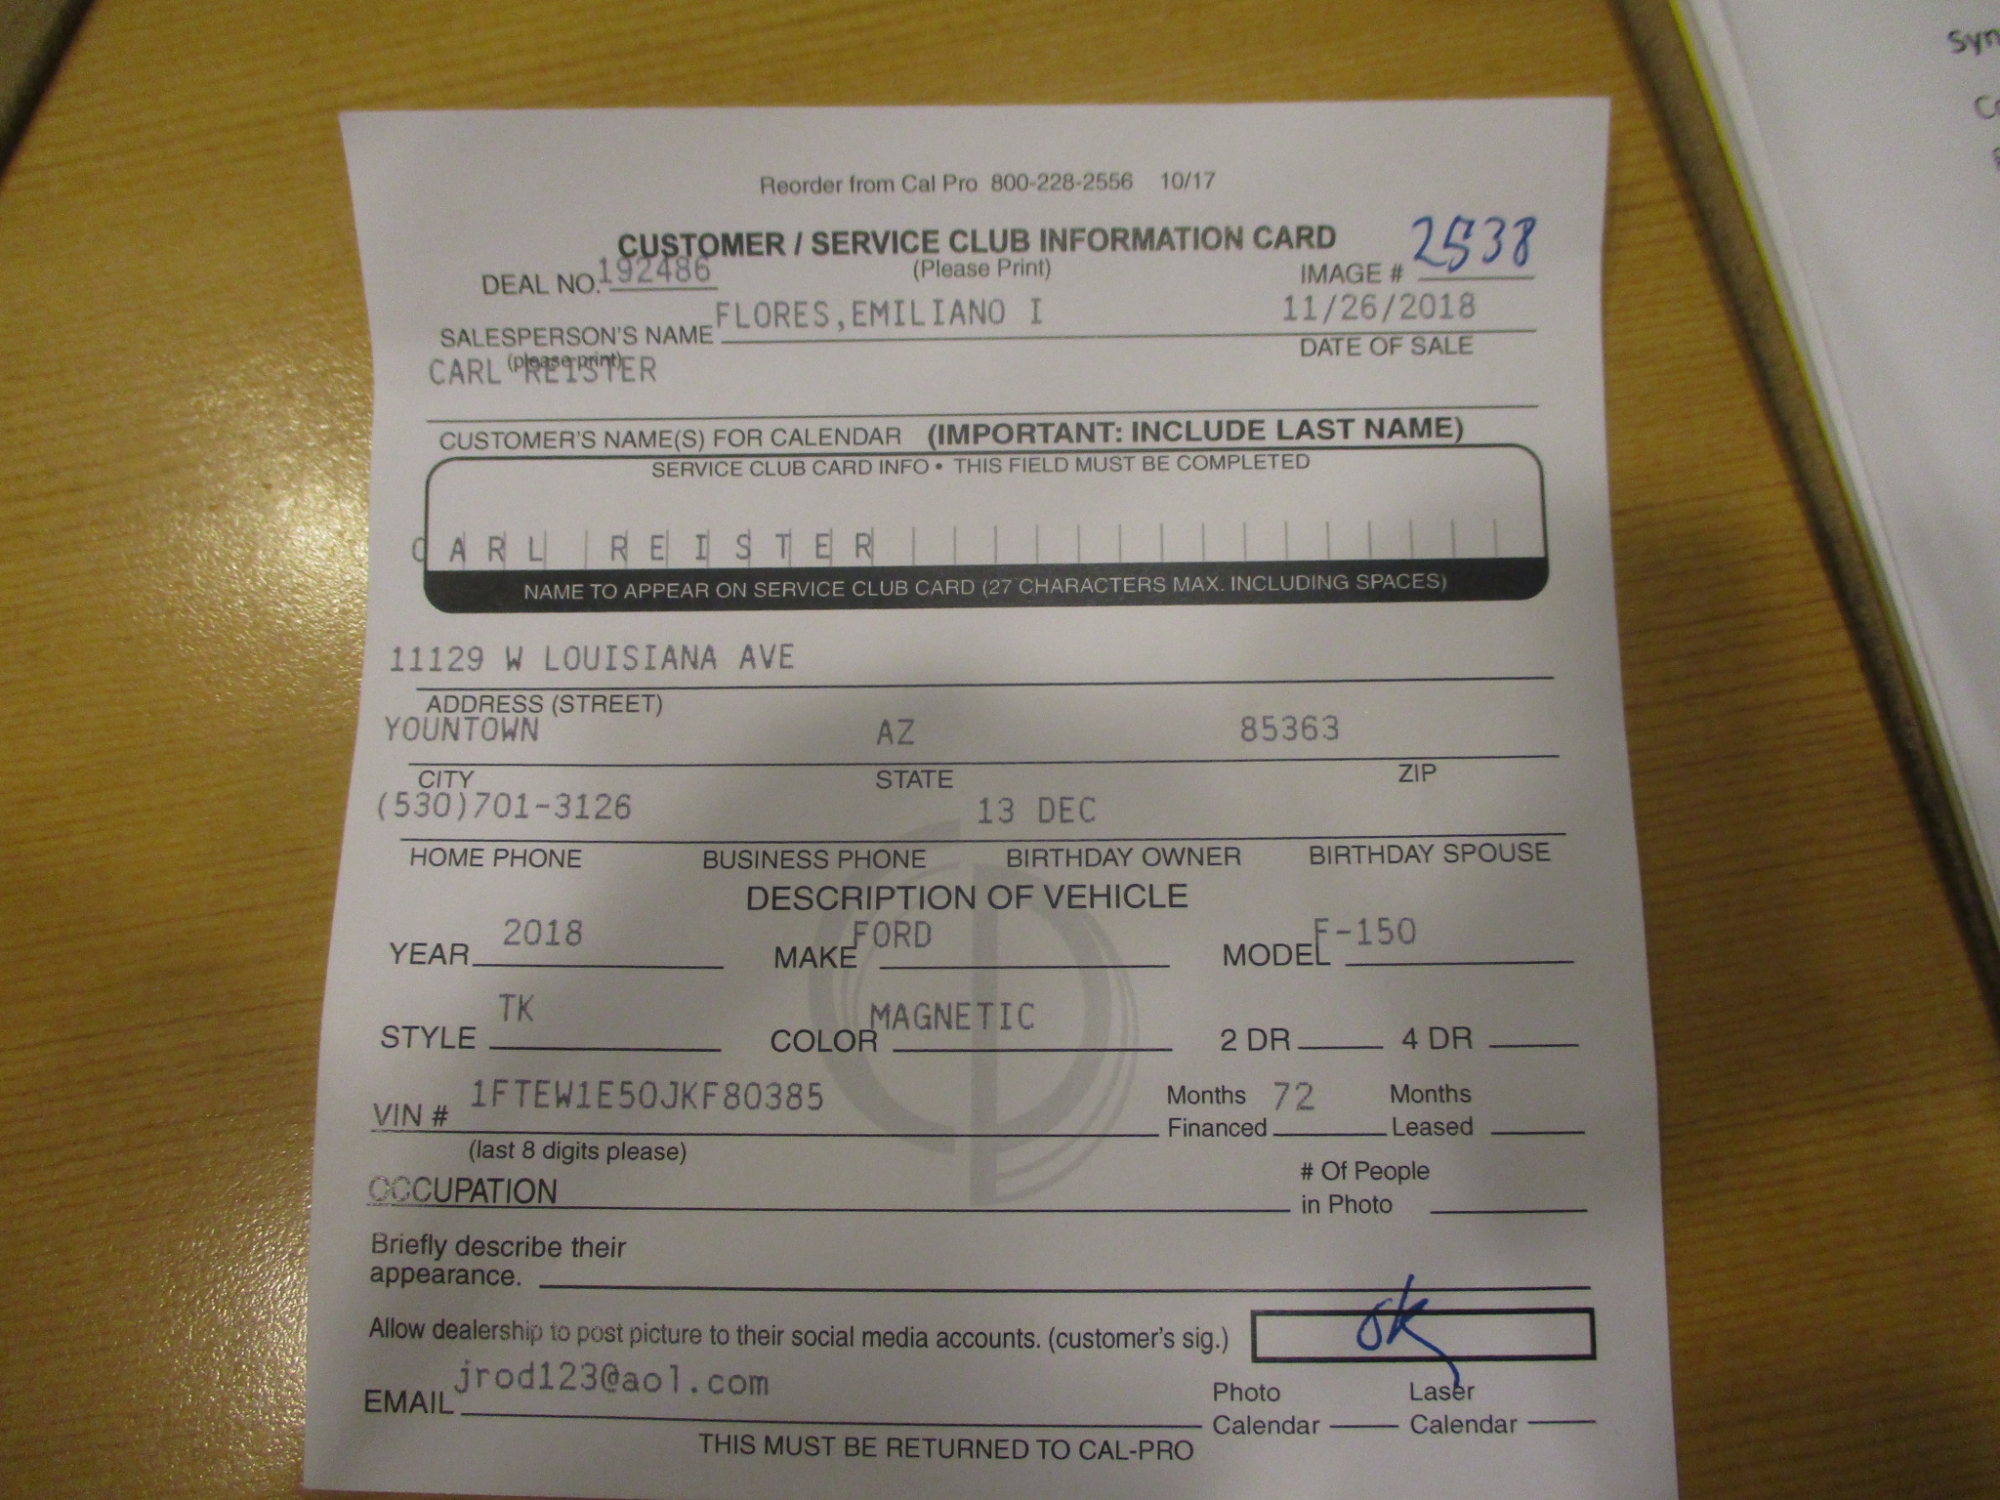 Reorder from Cal Pro 800-228-2556 10/17
CUSTOMER / SERVICE CLUB INFORMATION CARD
(Please Print)
DEAL NO. 192486
IMAGE # 2538
SALESPERSON'S NAME FLORES,EMILIANO I
11/26/2018
(please print)
DATE OF SALE
CARL REISTER
CUSTOMER'S NAME(S) FOR CALENDAR (IMPORTANT: INCLUDE LAST NAME)
SERVICE CLUB CARD INFO • THIS FIELD MUST BE COMPLETED
CARL REISTER
NAME TO APPEAR ON SERVICE CLUB CARD (27 CHARACTERS MAX. INCLUDING SPACES)
11129 W LOUISIANA AVE
ADDRESS (STREET)
YOUNTOWN AZ 85363
CITY STATE ZIP
(530)701-3126 13 DEC
HOME PHONE BUSINESS PHONE BIRTHDAY OWNER BIRTHDAY SPOUSE
DESCRIPTION OF VEHICLE
YEAR 2018 MAKE FORD MODEL F-150
STYLE TK COLOR MAGNETIC 2 DR 4 DR
VIN # 1FTEW1E50JKF80385 Months Financed 72 Months Leased
(last 8 digits please)
OCCUPATION # Of People in Photo
Briefly describe their
appearance.
Allow dealership to post picture to their social media accounts. (customer's sig.) ok
EMAIL jrod123@aol.com Photo Calendar Laser Calendar
THIS MUST BE RETURNED TO CAL-PRO
Syn